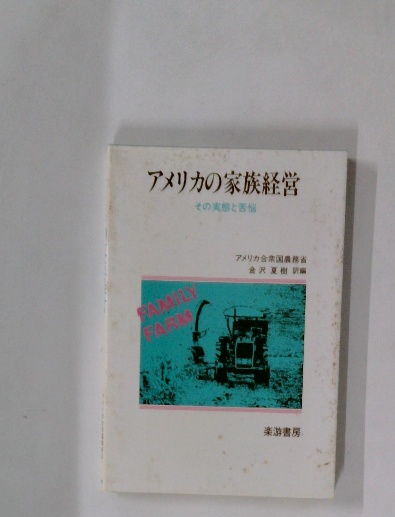 アメリカの家族経営
その実態と苦悩
アメリカ合衆国農務省
金沢夏樹 訳編
FAMILY
FARM
楽游書房